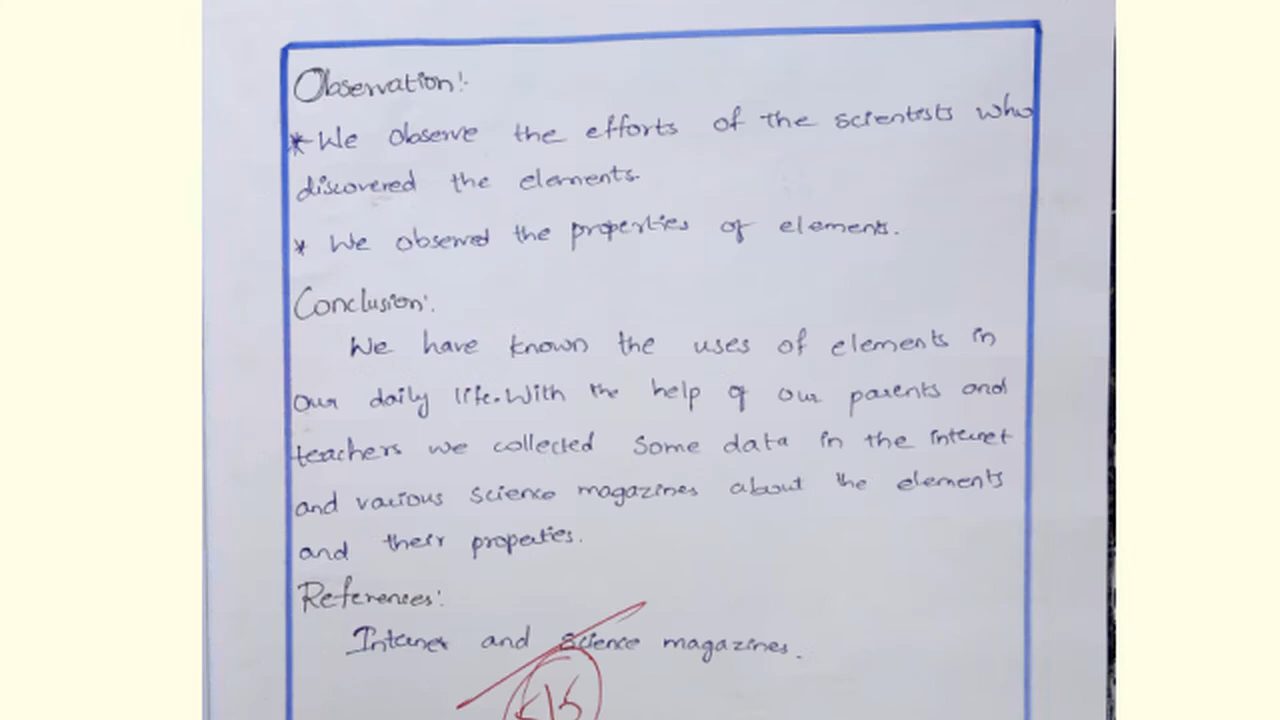 Observation:
* We observe the efforts of the scientists who
discovered the elements.
* We observed the properties of elements.
Conclusion:
We have known the uses of elements in
our daily life. With the help of our parents and
teachers we collected some data in the internet
and various science magazines about the elements
and their propeties.
References:
Internet and science magazines.